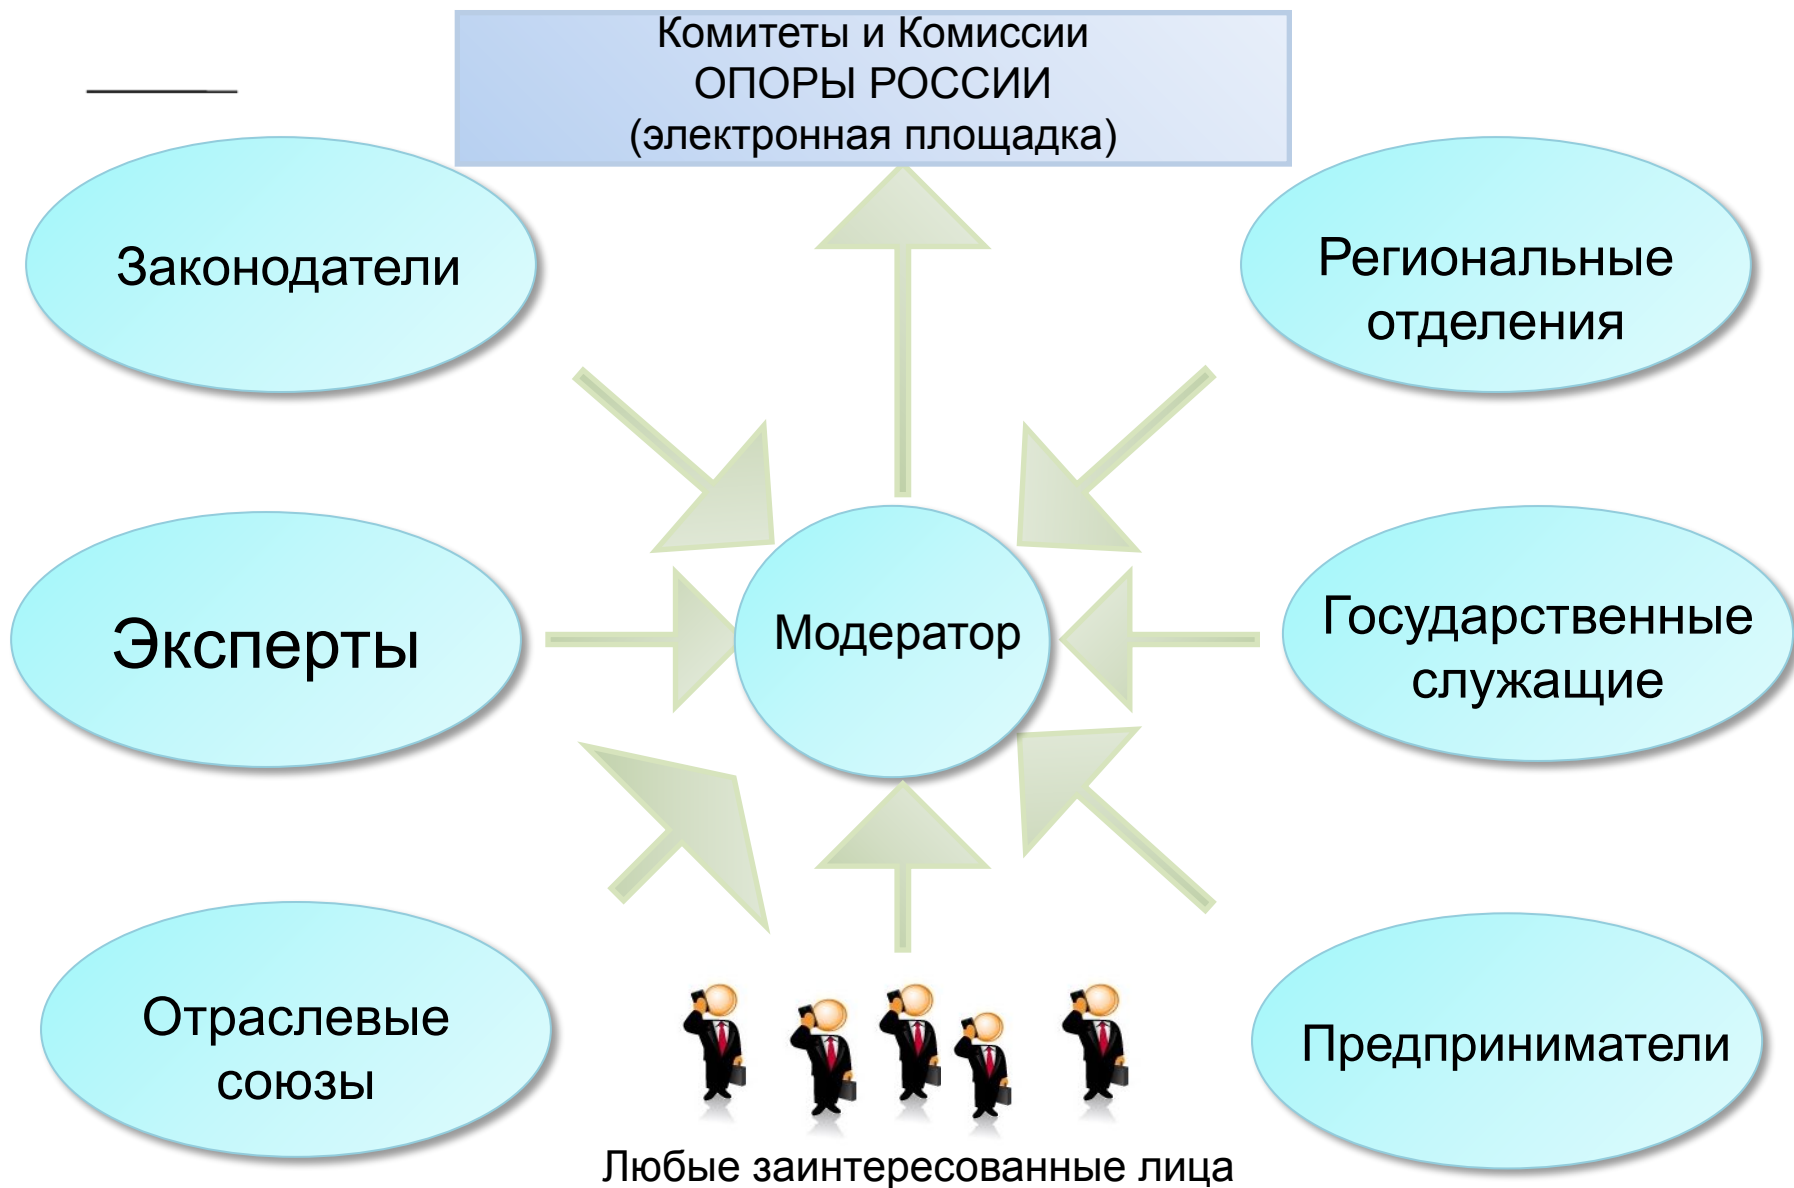 Комитеты и Комиссии
ОПОРЫ РОССИИ
(электронная площадка)
Законодатели
Региональные
отделения
Эксперты
Модератор
Государственные
служащие
Отраслевые
союзы
Предприниматели
Любые заинтересованные лица